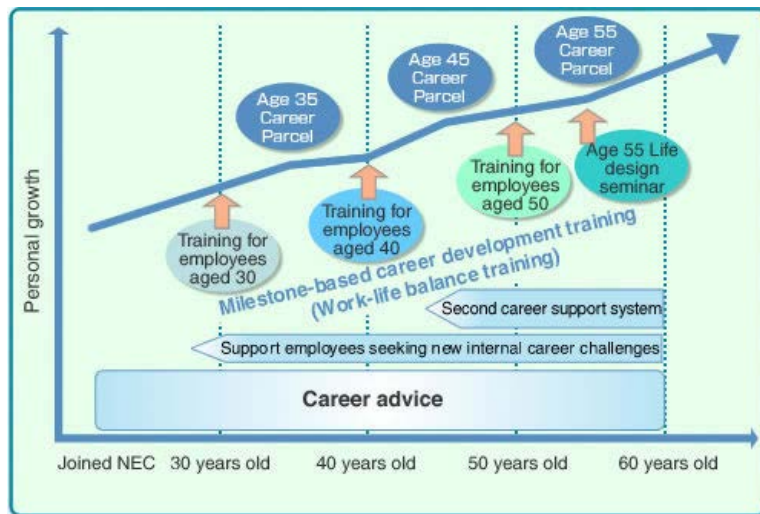 Age 55
Career
Parcel
Age 45
Career
Parcel
Age 35
Career
Parcel
Training for
employees
aged 30
Training for
employees
aged 40
Training for
employees
aged 50
Age 55 Life
design
seminar
Milestone-based career development training
(Work-life balance training)
Second career support system
Support employees seeking new internal career challenges
Career advice
Personal growth
Joined NEC
30 years old
40 years old
50 years old
60 years old